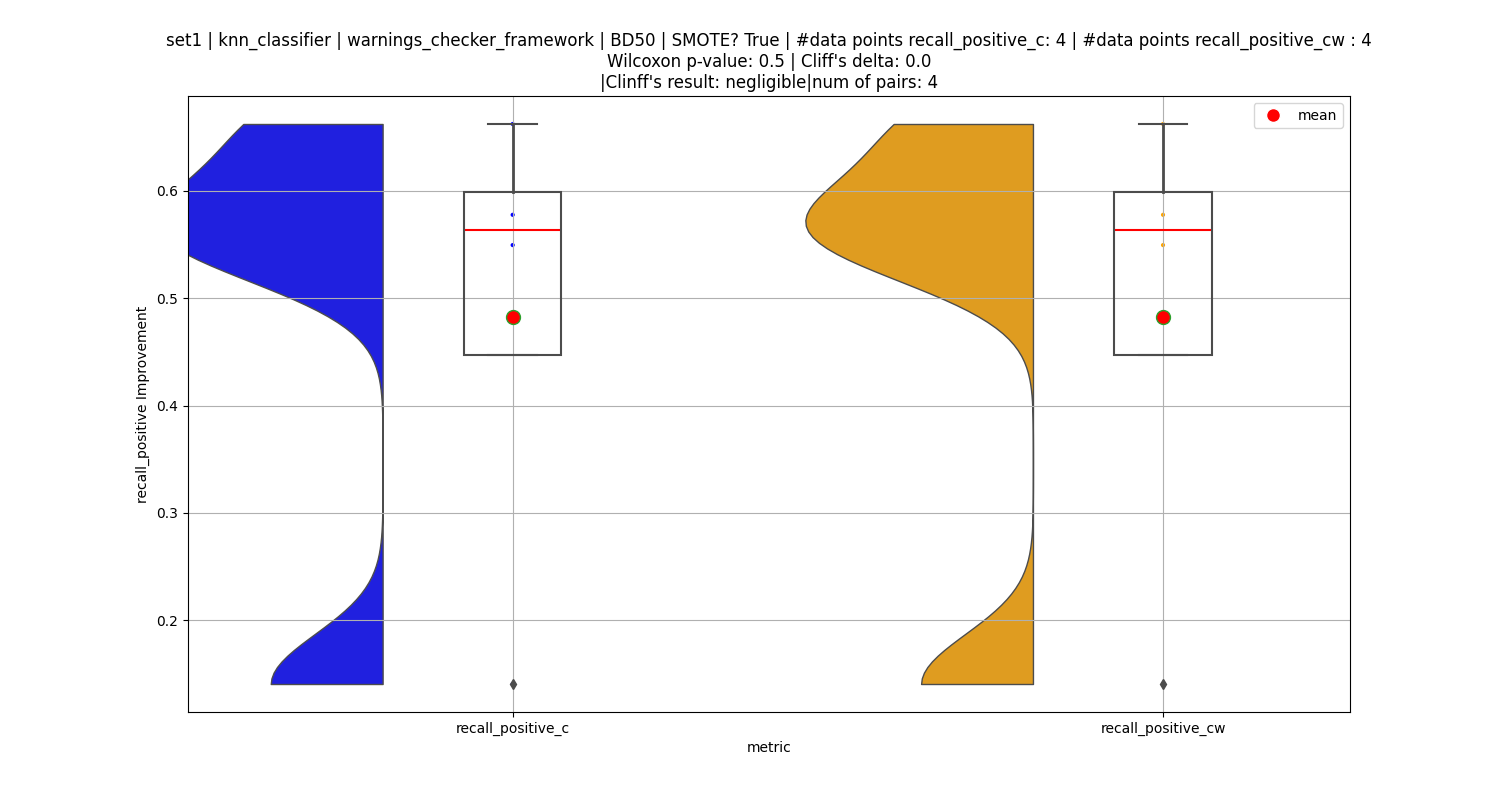 set1 | knn_classifier | warnings_checker_framework | BD50 | SMOTE? True | #data points recall_positive_c: 4 | #data points recall_positive_cw : 4
Wilcoxon p-value: 0.5 | Cliff's delta: 0.0
|Clinff's result: negligible|num of pairs: 4
mean
recall_positive Improvement
0.6
0.5
0.4
0.3
0.2
recall_positive_c
recall_positive_cw
metric